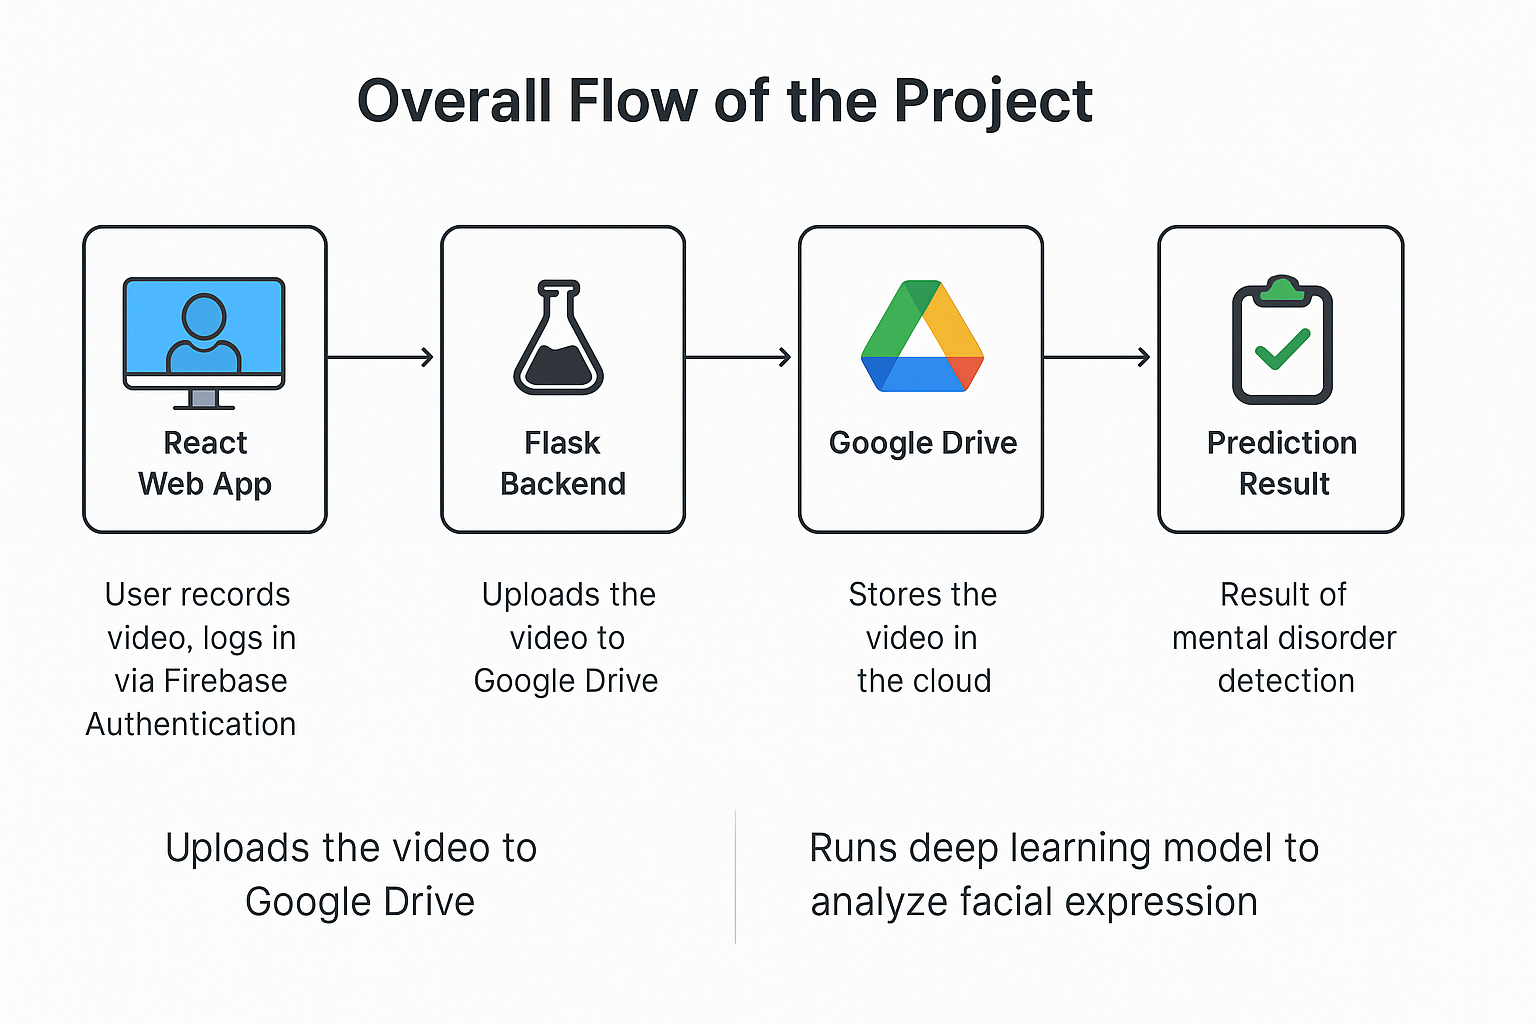 Overall Flow of the Project
React
Web App
Flask
Backend
Google Drive
Prediction
Result
User records
video, logs in
via Firebase
Authentication
Uploads the
video to
Google Drive
Stores the
video in
the cloud
Result of
mental disorder
detection
Uploads the video to
Google Drive
Runs deep learning model to
analyze facial expression